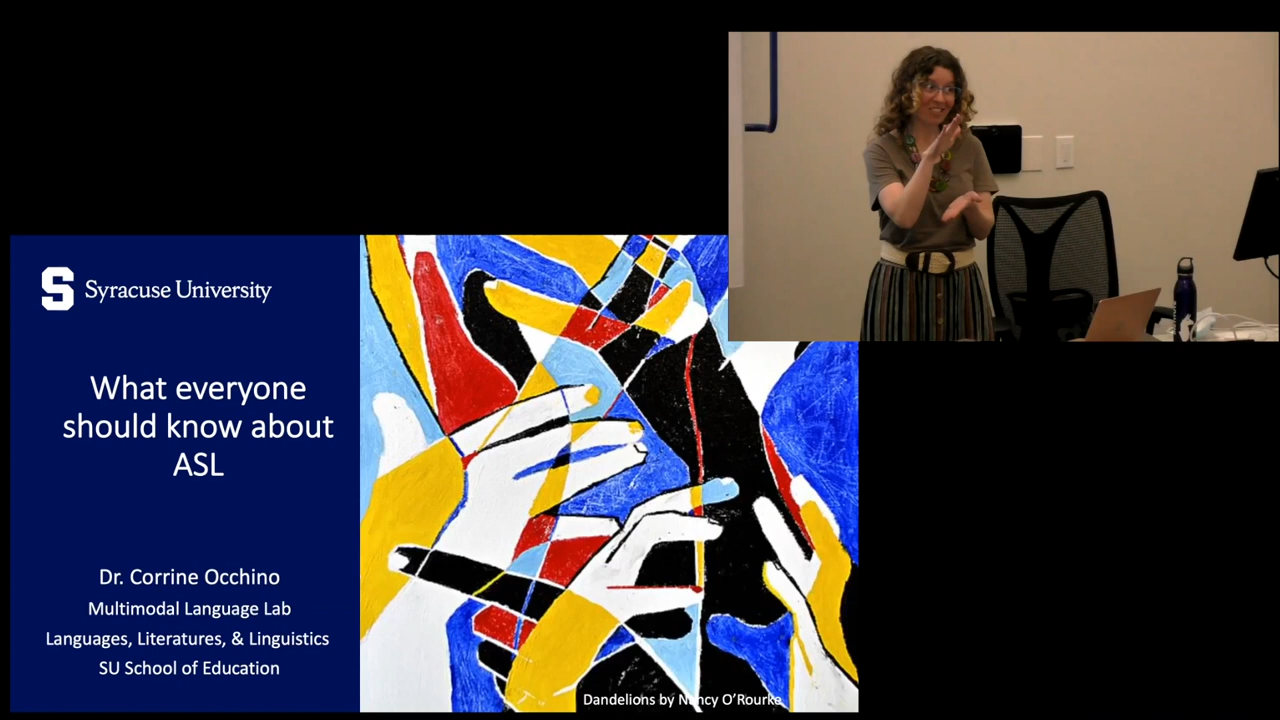 S Syracuse University
What everyone
should know about
ASL
Dr. Corrine Occhino
Multimodal Language Lab
Languages, Literatures, & Linguistics
SU School of Education
Dandelions by Nancy O'Rourke